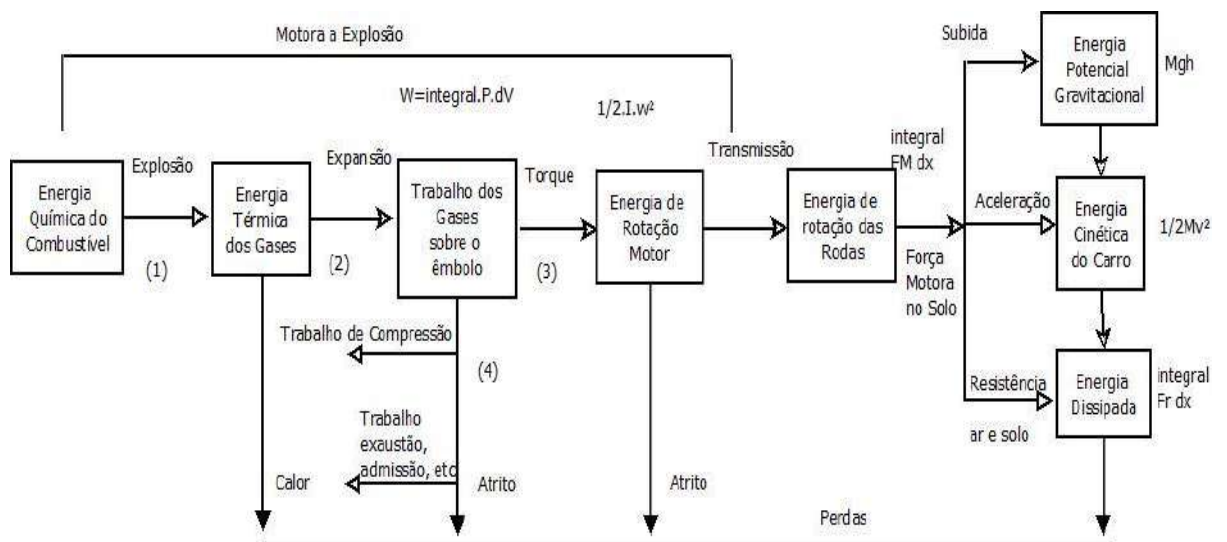 Motora a Explosão
W=integral.P.dV
1/2.I.w²
Explosão
Expansão
Torque
Transmissão
integral
FM dx
Subida
Energia
Potencial
Gravitacional
Mgh
Energia
Química do
Combustível
(1)
Energia
Térmica
dos Gases
(2)
Trabalho dos
Gases
sobre o
êmbolo
(3)
Energia de
Rotação
Motor
Energia de
rotação das
Rodas
Força
Motora
no Solo
Aceleração
Energia
Cinética
do Carro
1/2Mv²
Trabalho de Compressão
(4)
Trabalho
exaustão,
admissão, etc
Calor
Atrito
Atrito
Resistência
ar e solo
Energia
Dissipada
integral
Fr dx
Perdas